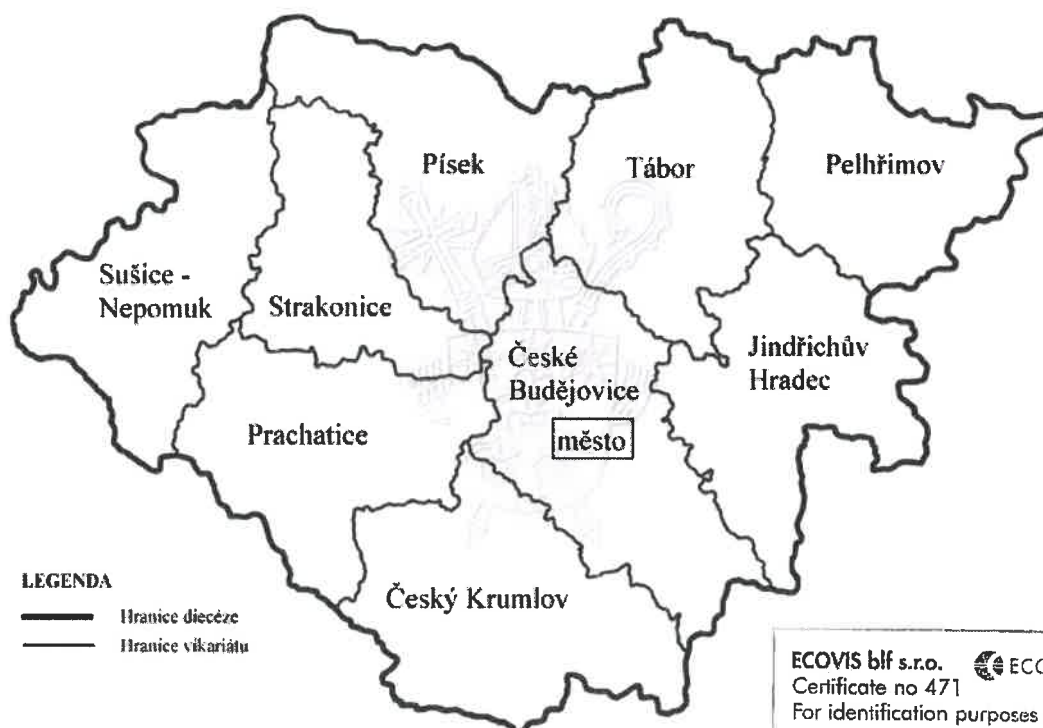 Písek
Tábor
Pelhřimov
Sušice -
Nepomuk
Strakonice
České
Budějovice
město
Jindřichův
Hradec
Prachatice
Český Krumlov
LEGENDA
Hranice diecéze
Hranice vikariátu
ECOVIS blf s.r.o. ECO
Certificate no 471
For identification purposes